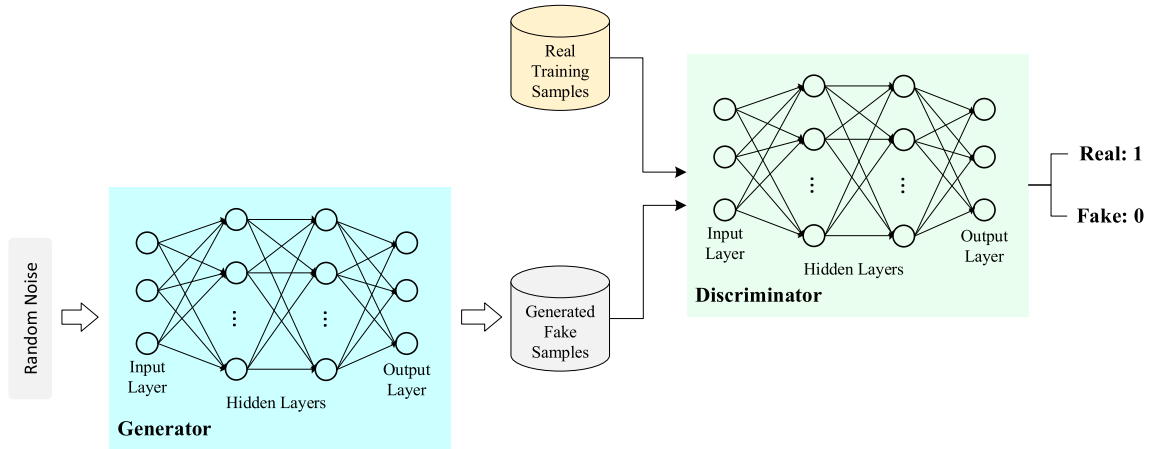 Random Noise
Input
Layer
Hidden Layers
Output
Layer
Generator
Real
Training
Samples
Generated
Fake
Samples
Input
Layer
Hidden Layers
Output
Layer
Discriminator
Real: 1
Fake: 0